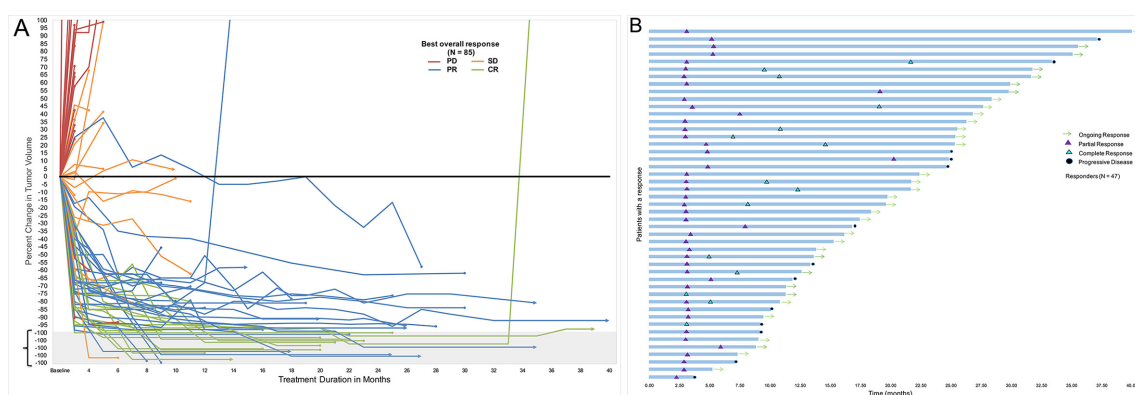 A
Percent Change in Tumor Volume
100
95
90
85
80
75
70
65
60
55
50
45
40
35
30
25
20
15
10
5
0
-5
-10
-15
-20
-25
-30
-35
-40
-45
-50
-55
-60
-65
-70
-75
-80
-85
-90
-95
-100
-100
-100
-100
-100
Best overall response
(N = 85)
PD SD
PR CR
Baseline 4 6 8 10 12 14 16 18 20 22 24 26 28 30 32 34 36 38 40
Treatment Duration in Months
B
Patients with a response
Ongoing Response
Partial Response
Complete Response
Progressive Disease
Responders (N = 47)
0.00 2.50 5.00 7.50 10.00 12.50 15.00 17.50 20.00 22.50 25.00 27.50 30.00 32.50 35.00 37.50
Time (months)